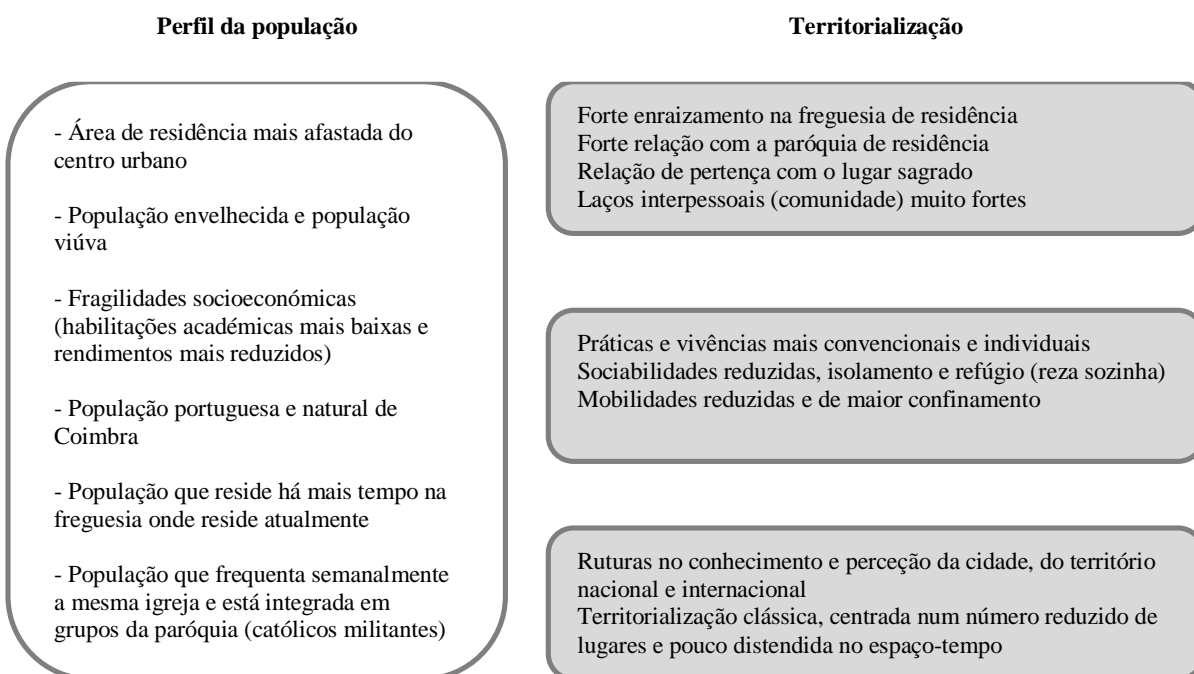 Perfil da população
- Área de residência mais afastada do
centro urbano
- População envelhecida e população
viúva
- Fragilidades socioeconómicas
(habilitações académicas mais baixas e
rendimentos mais reduzidos)
- População portuguesa e natural de
Coimbra
- População que reside há mais tempo na
freguesia onde reside atualmente
- População que frequenta semanalmente
a mesma igreja e está integrada em
grupos da paróquia (católicos militantes)
Territorialização
Forte enraizamento na freguesia de residência
Forte relação com a paróquia de residência
Relação de pertença com o lugar sagrado
Laços interpessoais (comunidade) muito fortes
Práticas e vivências mais convencionais e individuais
Sociabilidades reduzidas, isolamento e refúgio (reza sozinha)
Mobilidades reduzidas e de maior confinamento
Ruturas no conhecimento e perceção da cidade, do território
nacional e internacional
Territorialização clássica, centrada num número reduzido de
lugares e pouco distendida no espaço-tempo